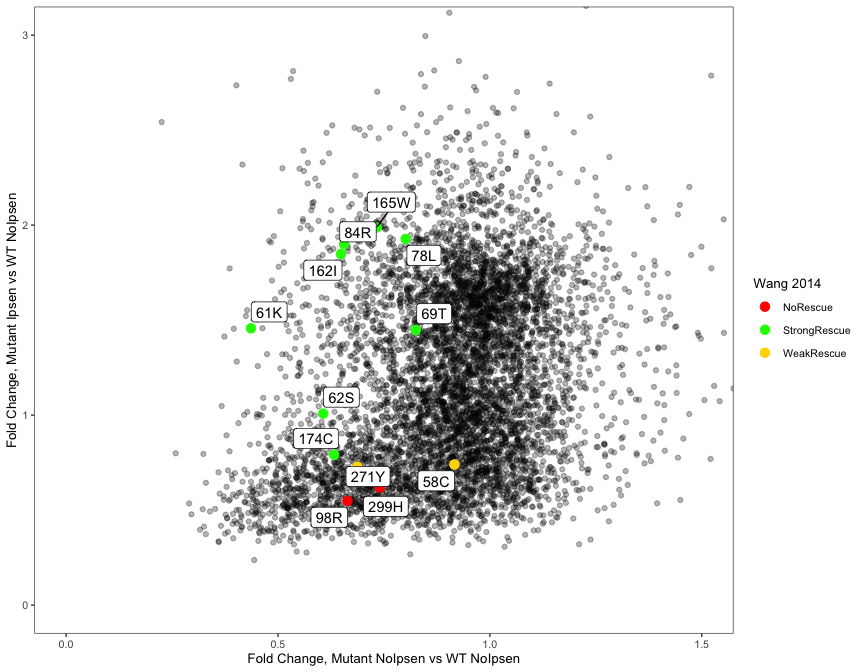 3
2
1
0
Fold Change, Mutant Ipsen vs WT NoIpsen
165W
84R
78L
162I
61K
69T
62S
174C
271Y
58C
299H
98R
0.0
0.5
1.0
1.5
Fold Change, Mutant NoIpsen vs WT NoIpsen
Wang 2014
NoRescue
StrongRescue
WeakRescue